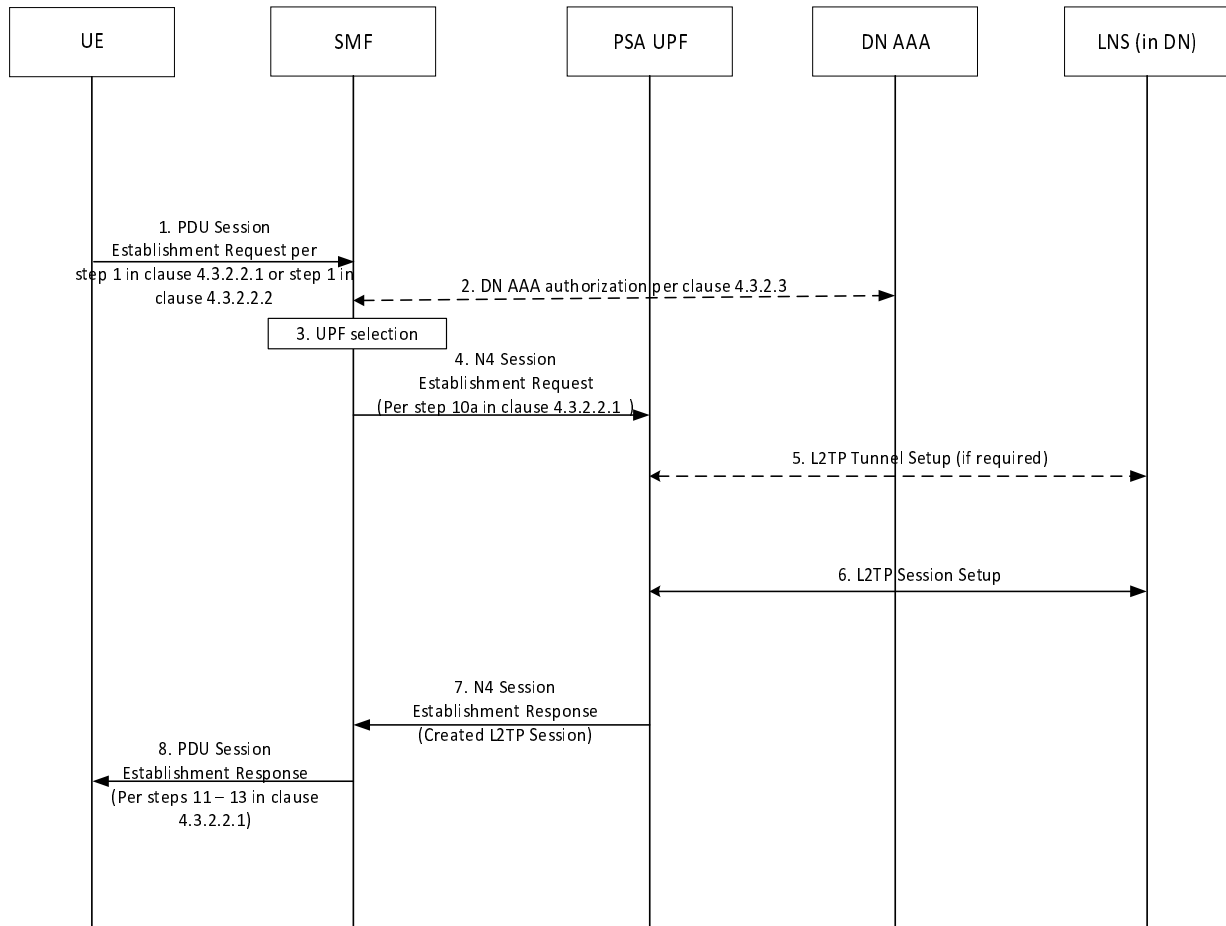 UE
SMF
PSA UPF
DN AAA
LNS (in DN)
1. PDU Session
Establishment Request per
step 1 in clause 4.3.2.2.1 or step 1 in
clause 4.3.2.2.2
2. DN AAA authorization per clause 4.3.2.3
3. UPF selection
4. N4 Session
Establishment Request
(Per step 10a in clause 4.3.2.2.1 )
5. L2TP Tunnel Setup (if required)
6. L2TP Session Setup
7. N4 Session
Establishment Response
(Created L2TP Session)
8. PDU Session
Establishment Response
(Per steps 11 – 13 in clause
4.3.2.2.1)